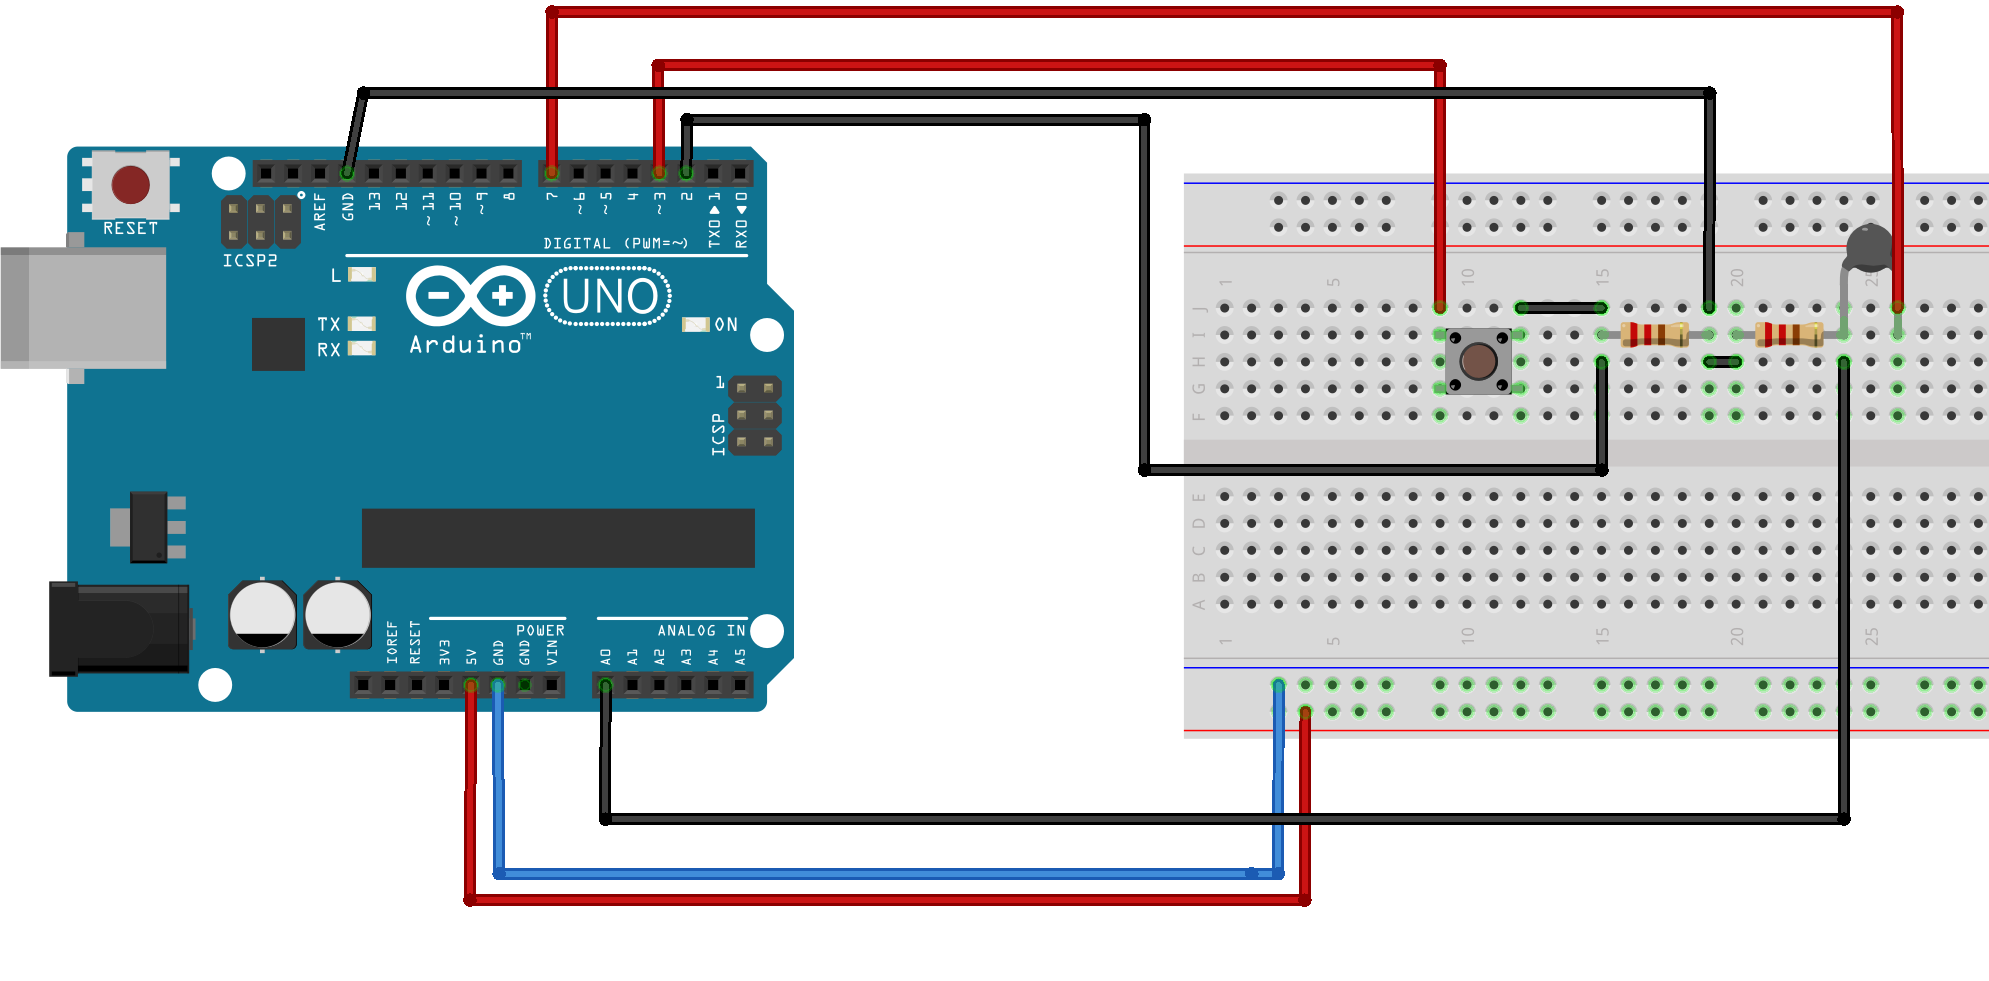 RESET
ICSP2
AREF
GND
13
12
~11
~10
~9
8
7
~6
~5
4
~3
2
TX0▶1
RX0◀0
DIGITAL (PWM=~)
L
TX
RX
UNO
Arduino™
ON
1
ICSP
IOREF
RESET
3V3
5V
GND
GND
VIN
POWER
A0
A1
A2
A3
A4
A5
ANALOG IN
1
5
10
15
20
25
J
I
H
G
F
E
D
C
B
A
1
5
10
15
20
25